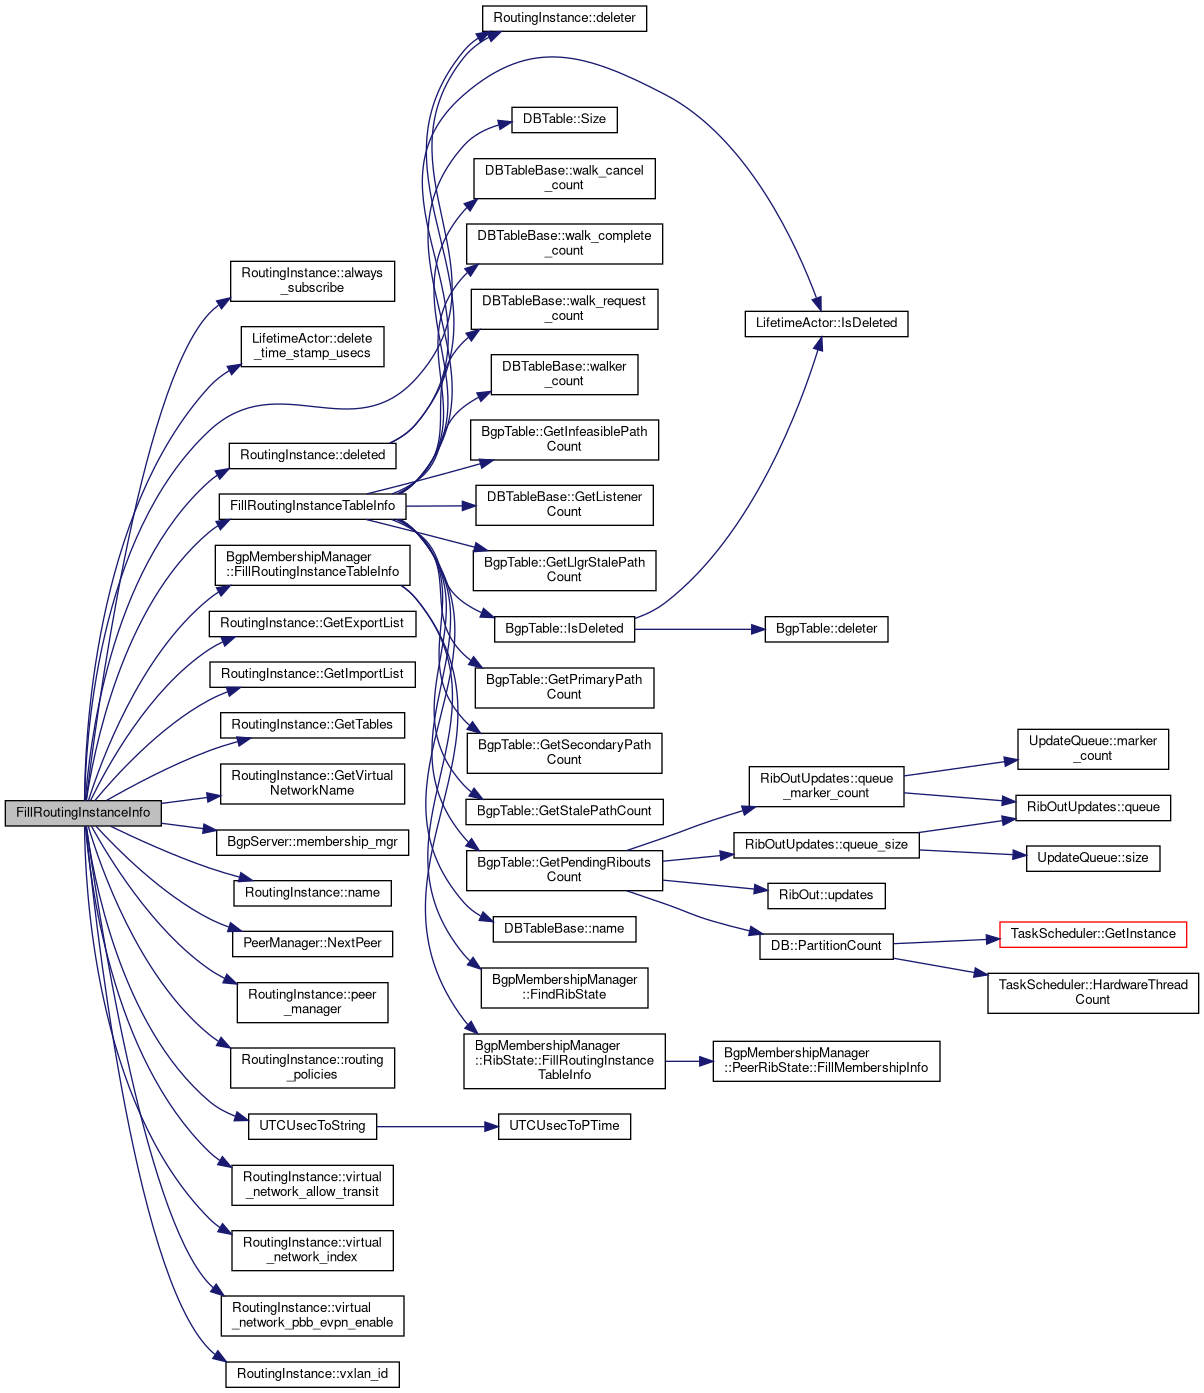 FillRoutingInstanceInfo
RoutingInstance::always
_subscribe
LifetimeActor::delete
_time_stamp_usecs
RoutingInstance::deleted
FillRoutingInstanceTableInfo
BgpMembershipManager
::FillRoutingInstanceTableInfo
RoutingInstance::GetExportList
RoutingInstance::GetImportList
RoutingInstance::GetTables
RoutingInstance::GetVirtual
NetworkName
BgpServer::membership_mgr
RoutingInstance::name
PeerManager::NextPeer
RoutingInstance::peer
_manager
RoutingInstance::routing
_policies
UTCUsecToString
RoutingInstance::virtual
_network_allow_transit
RoutingInstance::virtual
_network_index
RoutingInstance::virtual
_network_pbb_evpn_enable
RoutingInstance::vxlan_id
RoutingInstance::deleter
DBTable::Size
DBTableBase::walk_cancel
_count
DBTableBase::walk_complete
_count
DBTableBase::walk_request
_count
DBTableBase::walker
_count
BgpTable::GetInfeasiblePath
Count
DBTableBase::GetListener
Count
BgpTable::GetLlgrStalePath
Count
BgpTable::IsDeleted
BgpTable::GetPrimaryPath
Count
BgpTable::GetSecondaryPath
Count
BgpTable::GetStalePathCount
BgpTable::GetPendingRibouts
Count
DBTableBase::name
BgpMembershipManager
::FindRibState
BgpMembershipManager
::RibState::FillRoutingInstance
TableInfo
UTCUsecToPTime
LifetimeActor::IsDeleted
BgpTable::deleter
RibOutUpdates::queue
_marker_count
RibOutUpdates::queue_size
RibOut::updates
DB::PartitionCount
BgpMembershipManager
::PeerRibState::FillMembershipInfo
UpdateQueue::marker
_count
RibOutUpdates::queue
UpdateQueue::size
TaskScheduler::GetInstance
TaskScheduler::HardwareThread
Count